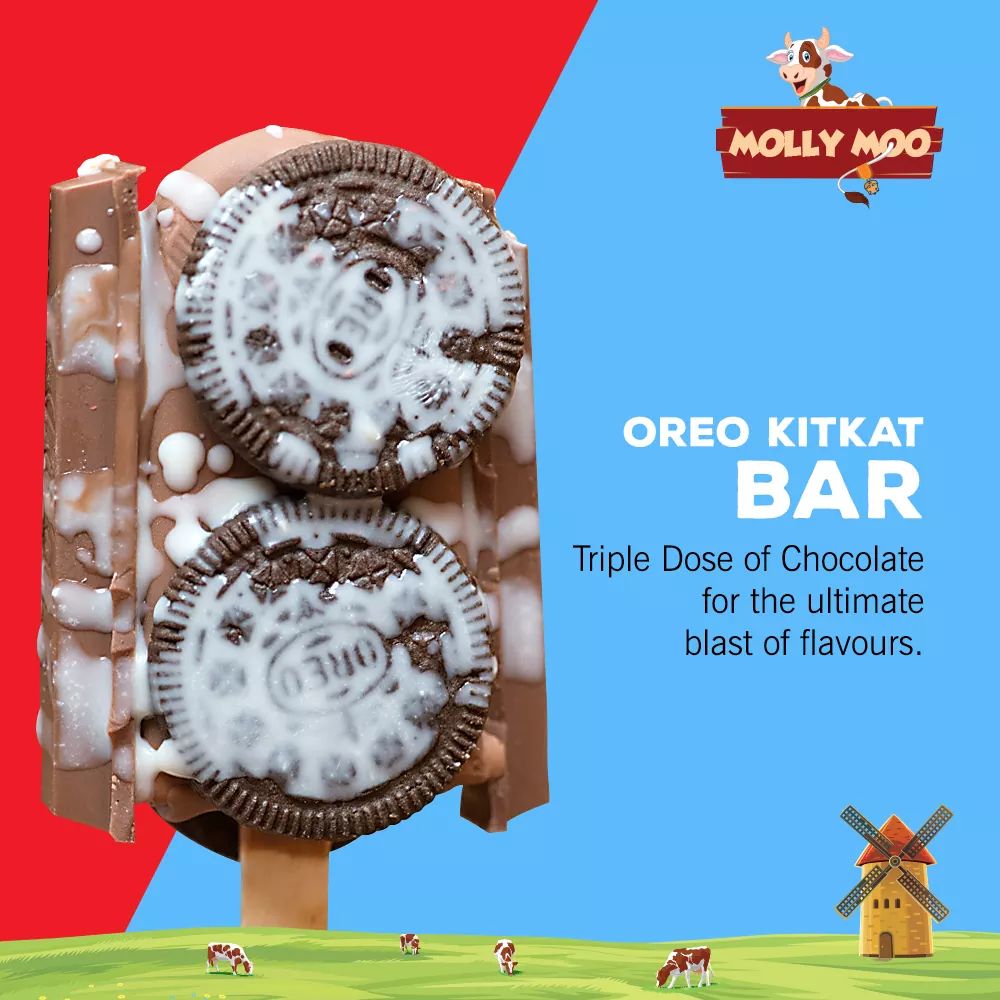 MOLLY MOO
OREO
OREO KITKAT
BAR
Triple Dose of Chocolate
for the ultimate
blast of flavours.
OREO